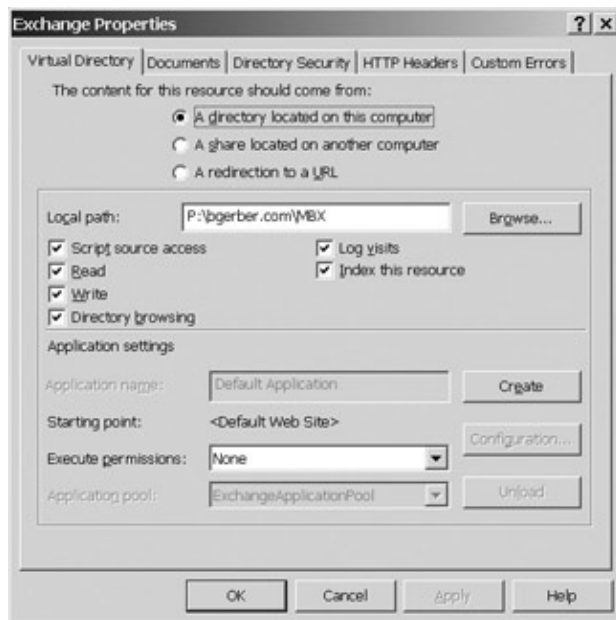 Exchange Properties
Virtual Directory Documents Directory Security HTTP Headers Custom Errors
The content for this resource should come from:
A directory located on this computer
A share located on another computer
A redirection to a URL
Local path: P:\bgerber.com\MBX Browse...
Script source access Log visits
Read Index this resource
Write
Directory browsing
Application settings
Application name: Default Application Create
Starting point: <Default Web Site>
Configuration...
Execute permissions: None
Application pool: ExchangeApplicationPool Unload
OK Cancel Apply Help